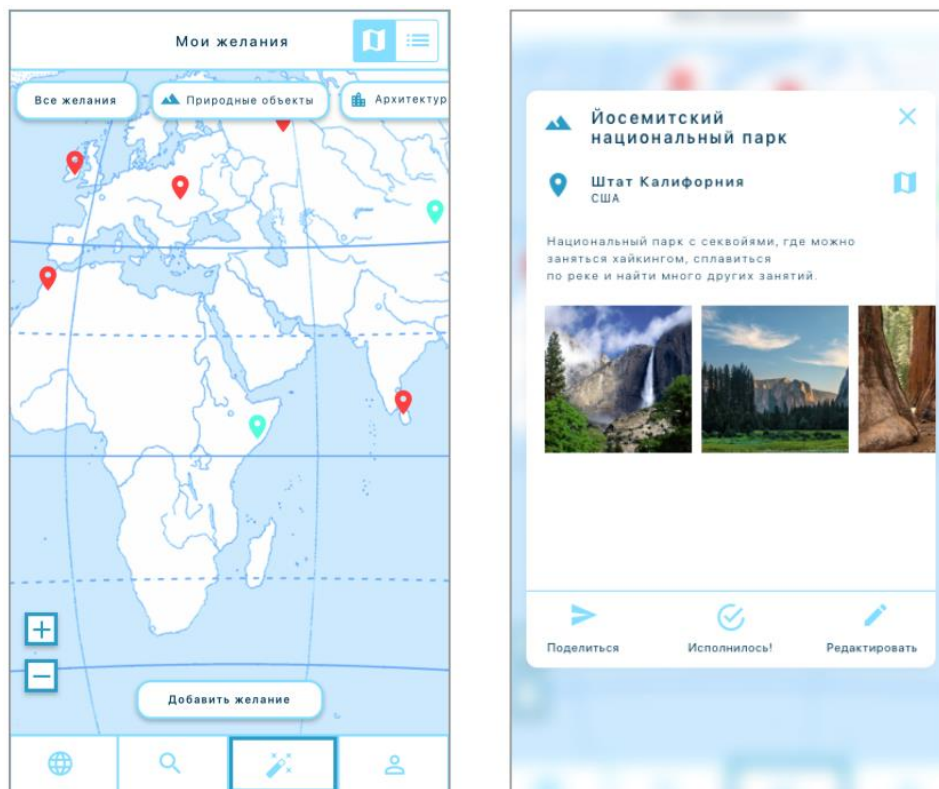 Мои желания
Все желания
Природные объекты
Архитектур
Добавить желание
Йосемитский
национальный парк
Штат Калифорния
США
Национальный парк с секвойями, где можно
заняться хайкингом, сплавиться
по реке и найти много других занятий.
Поделиться
Исполнилось!
Редактировать